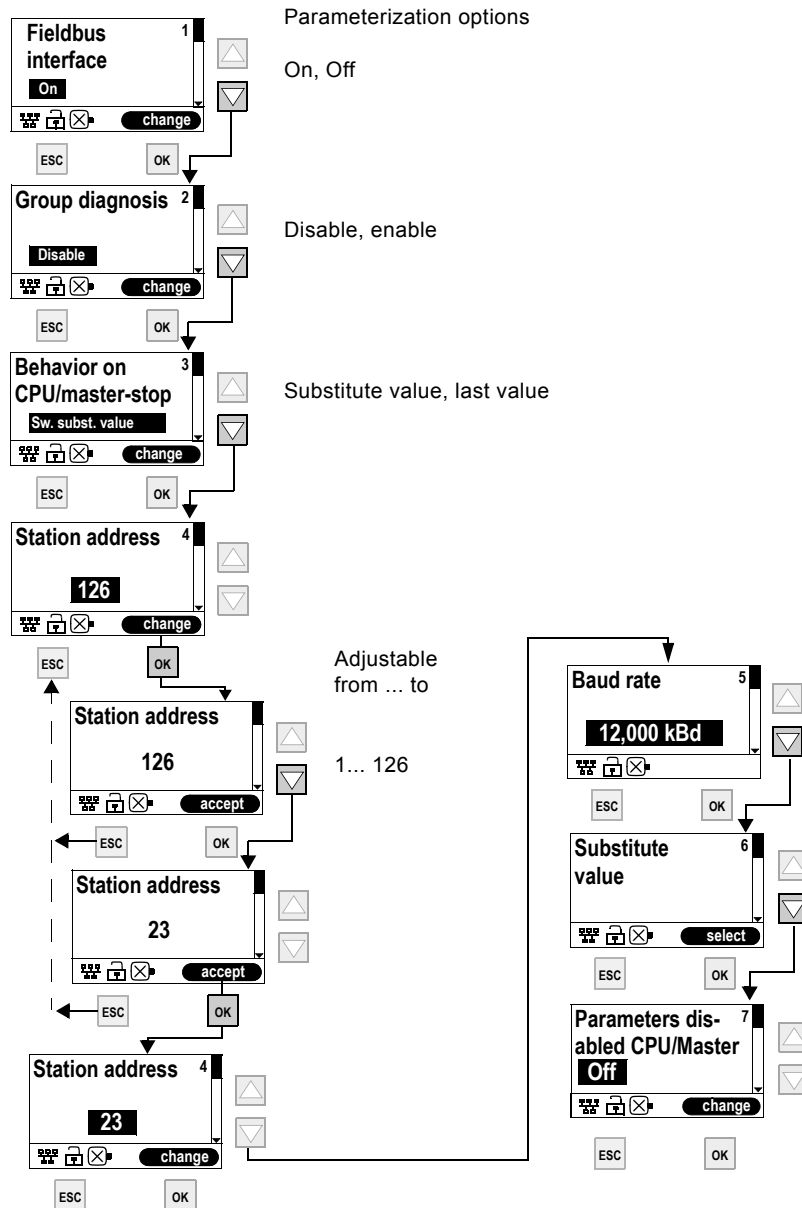 Parameterization options
Fieldbus 1
interface
On
On, Off
change
ESC OK
Group diagnosis 2
Disable
Disable, enable
change
ESC OK
Behavior on 3
CPU/master-stop
Sw. subst. value
Substitute value, last value
change
ESC OK
Station address 4
126
change
ESC OK
Adjustable
from ... to
Station address
126
1... 126
accept
ESC OK
Station address
23
accept
ESC OK
Station address 4
23
change
ESC OK
Baud rate 5
12,000 kBd
ESC OK
Substitute 6
value
select
ESC OK
Parameters dis- 7
abled CPU/Master
Off
change
ESC OK